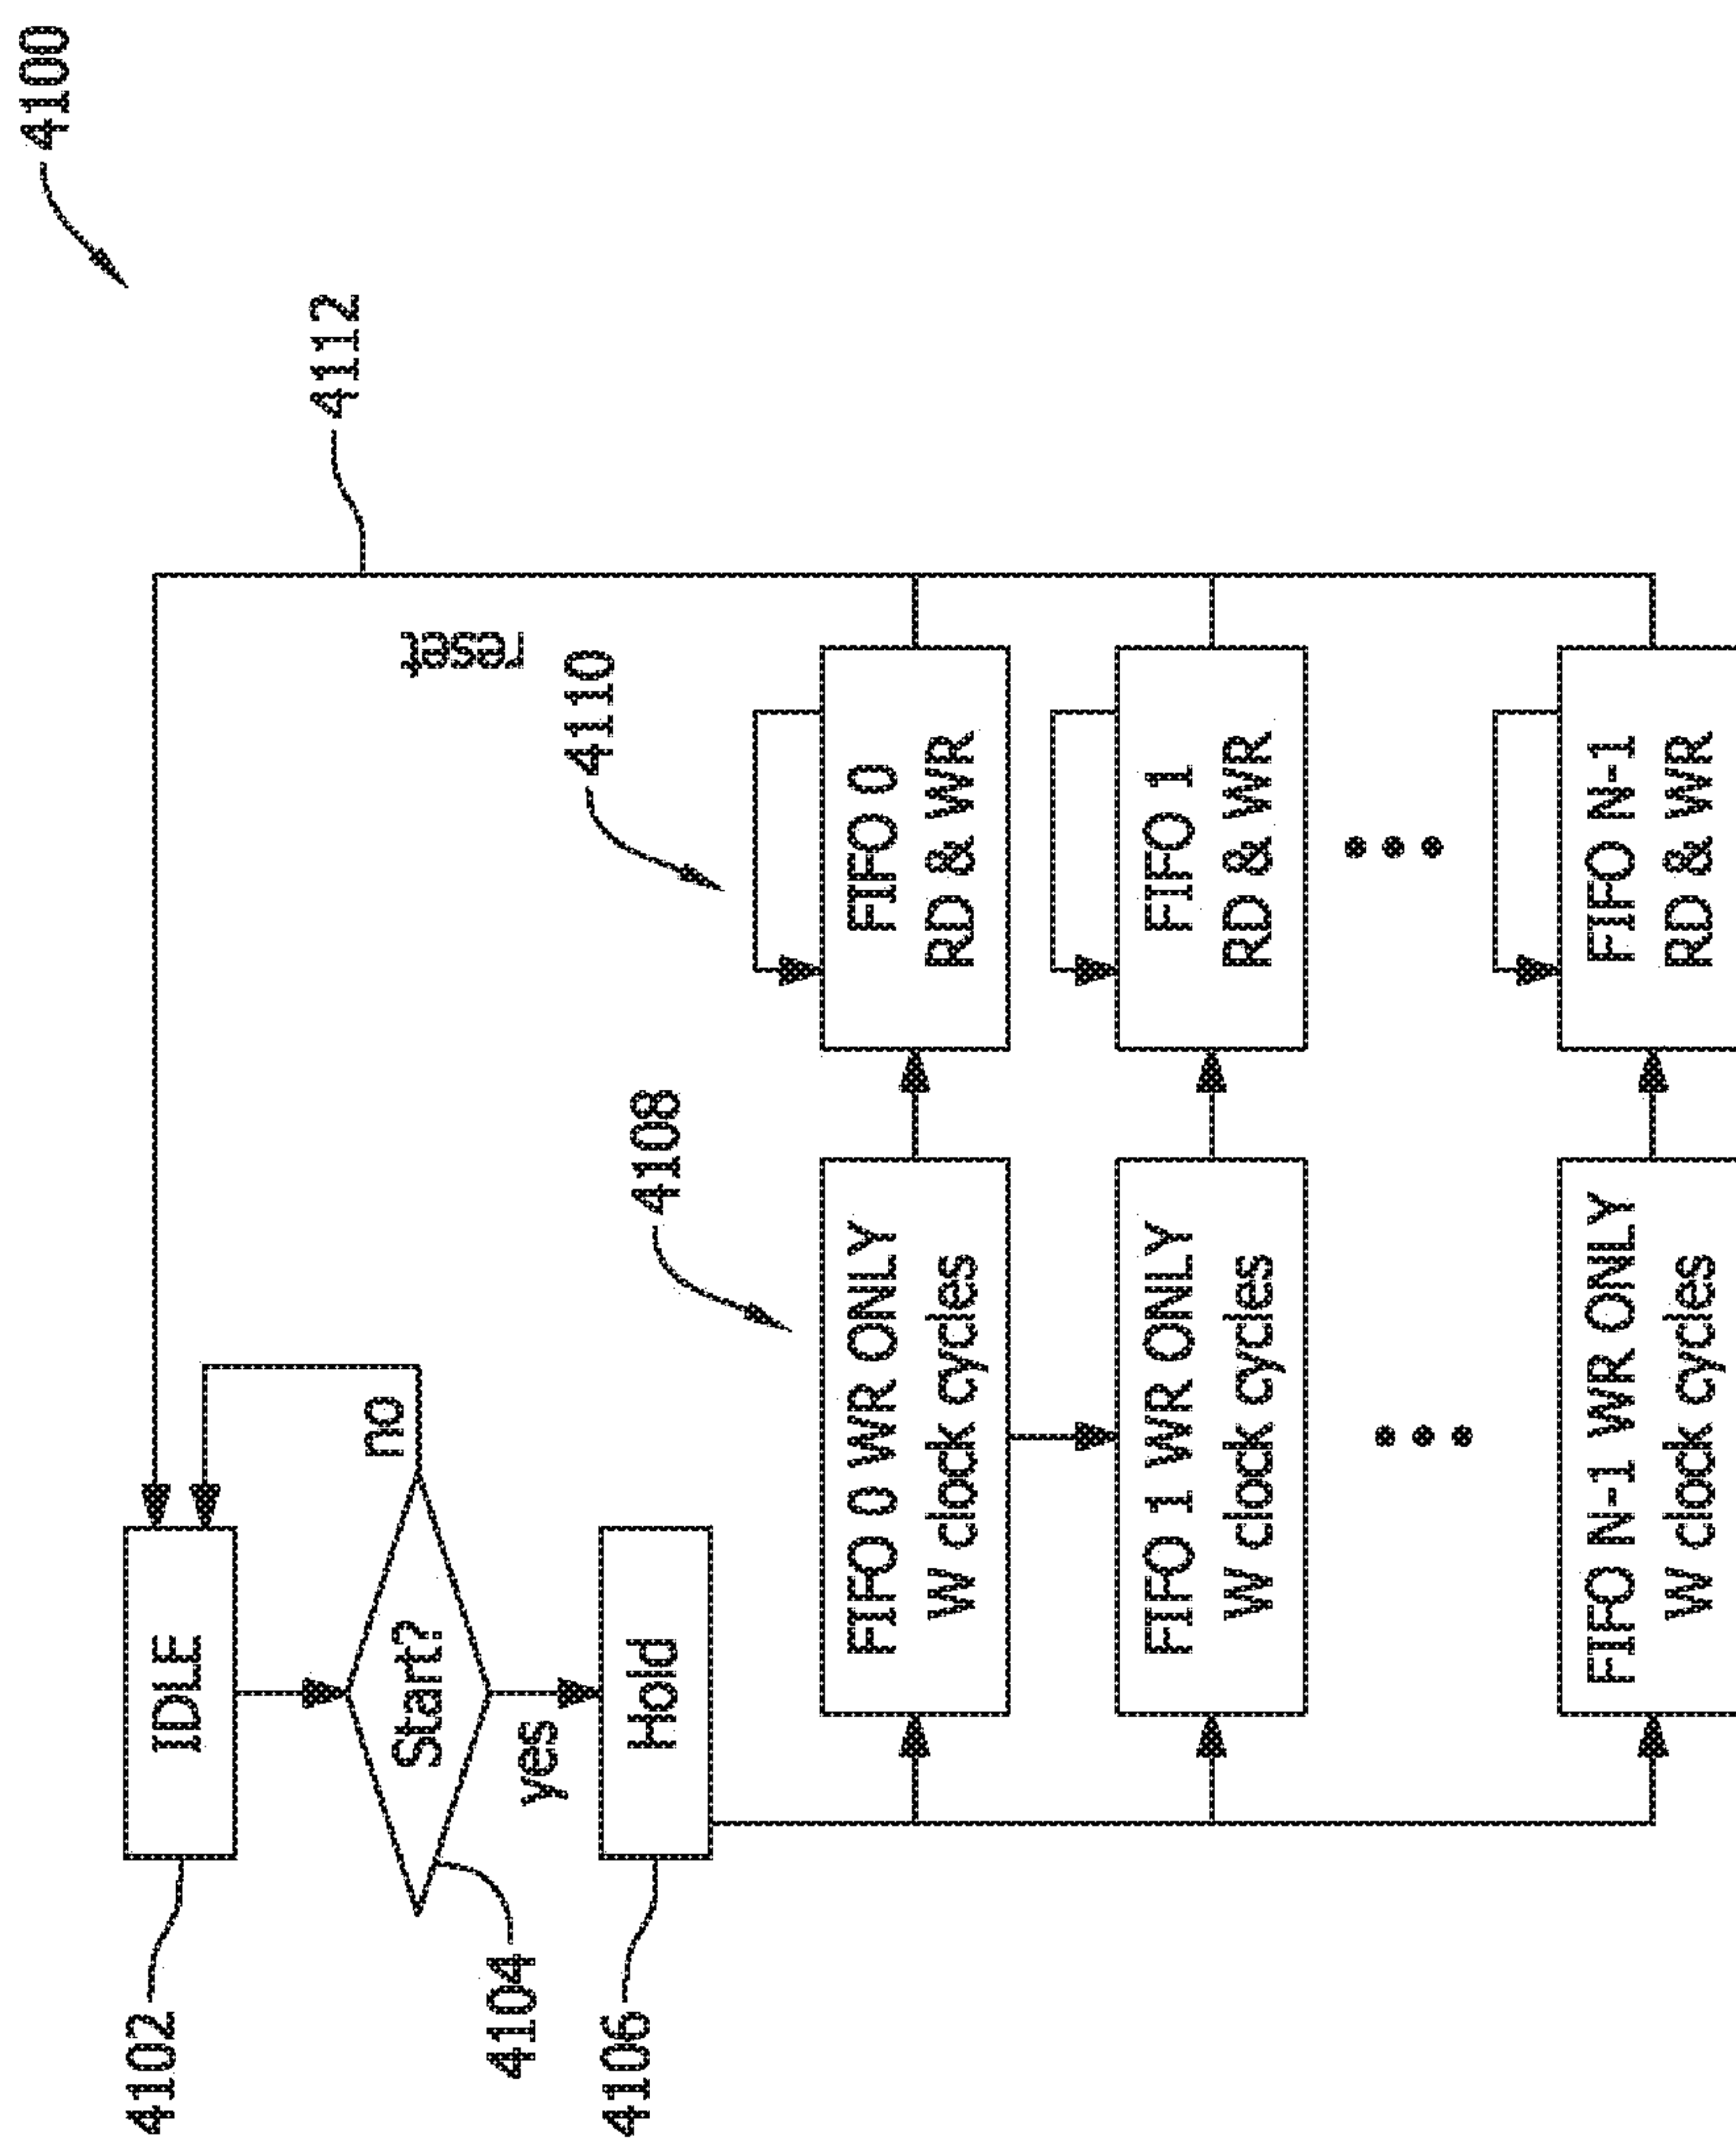 4100
4102
IDLE
4104
Start?
no
yes
4106
Hold
4112
reset
4108
4110
FIFO 0 WR ONLY
W clock cycles
FIFO 0
RD & WR
FIFO 1 WR ONLY
W clock cycles
FIFO 1
RD & WR
FIFO N-1 WR ONLY
W clock cycles
FIFO N-1
RD & WR